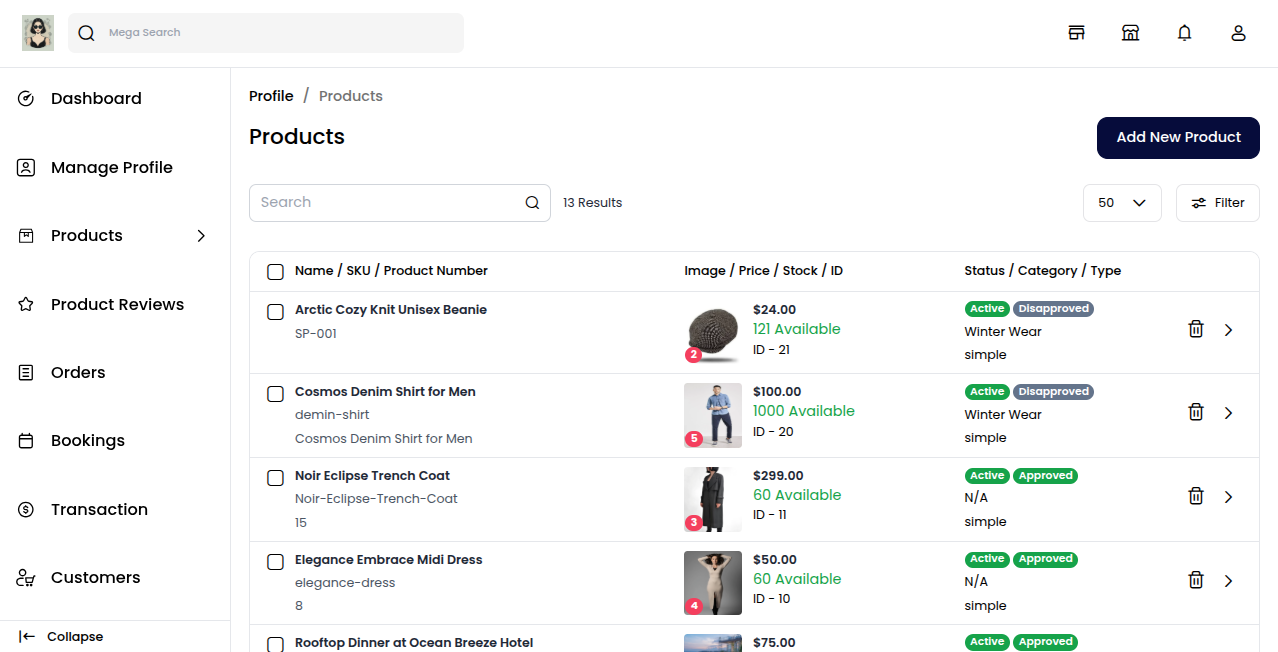 Mega Search
Dashboard
Manage Profile
Products
Product Reviews
Orders
Bookings
Transaction
Customers
Collapse
Profile / Products
Products
Add New Product
Search
13 Results
50
Filter
Name / SKU / Product Number
Image / Price / Stock / ID
Status / Category / Type
Arctic Cozy Knit Unisex Beanie
SP-001
2
$24.00
121 Available
ID - 21
Active Disapproved
Winter Wear
simple
Cosmos Denim Shirt for Men
demin-shirt
Cosmos Denim Shirt for Men
5
$100.00
1000 Available
ID - 20
Active Disapproved
Winter Wear
simple
Noir Eclipse Trench Coat
Noir-Eclipse-Trench-Coat
15
3
$299.00
60 Available
ID - 11
Active Approved
N/A
simple
Elegance Embrace Midi Dress
elegance-dress
8
4
$50.00
60 Available
ID - 10
Active Approved
N/A
simple
Rooftop Dinner at Ocean Breeze Hotel
$75.00
Active Approved